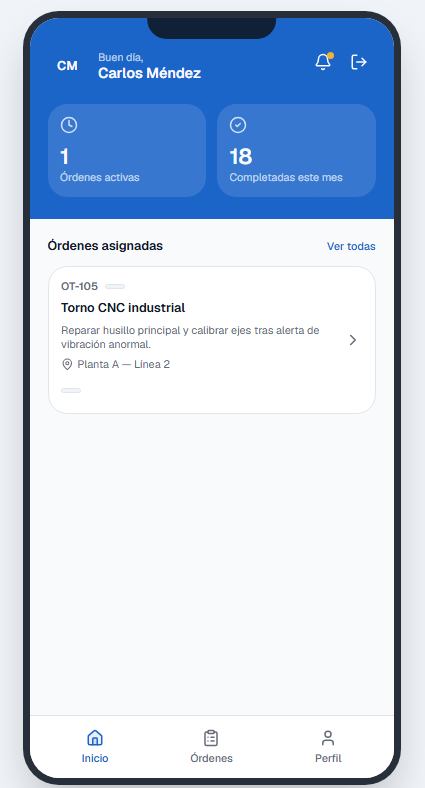 CM
Buen día,
Carlos Méndez
1
Órdenes activas
18
Completadas este mes
Órdenes asignadas
Ver todas
OT-105
Torno CNC industrial
Reparar husillo principal y calibrar ejes tras alerta de
vibración anormal.
Planta A — Línea 2
Inicio
Órdenes
Perfil